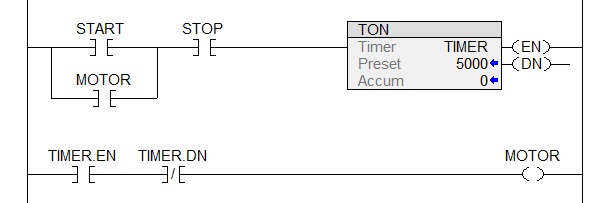 START STOP
TON
Timer TIMER EN
MOTOR Preset 5000 DN
Accum 0
TIMER.EN TIMER.DN MOTOR